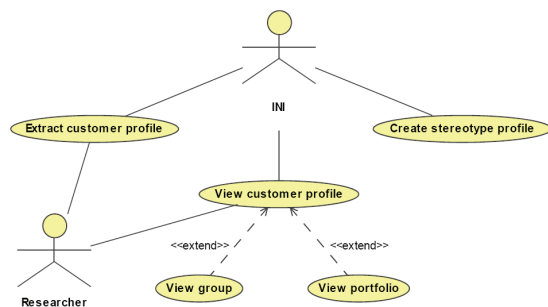 INI
Extract customer profile
Create stereotype profile
View customer profile
<<extend>>
<<extend>>
View group
View portfolio
Researcher